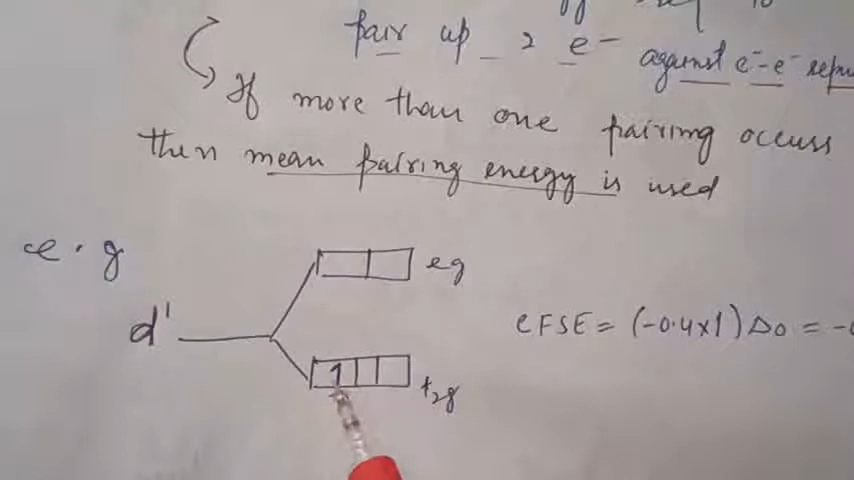 pair up 2 e⁻ against e⁻-e⁻
If more than one pairing occurs
then mean pairing energy is used
e.g
eg
d¹
CFSE = (-0.4x1) Δo = -0
1
t₂g